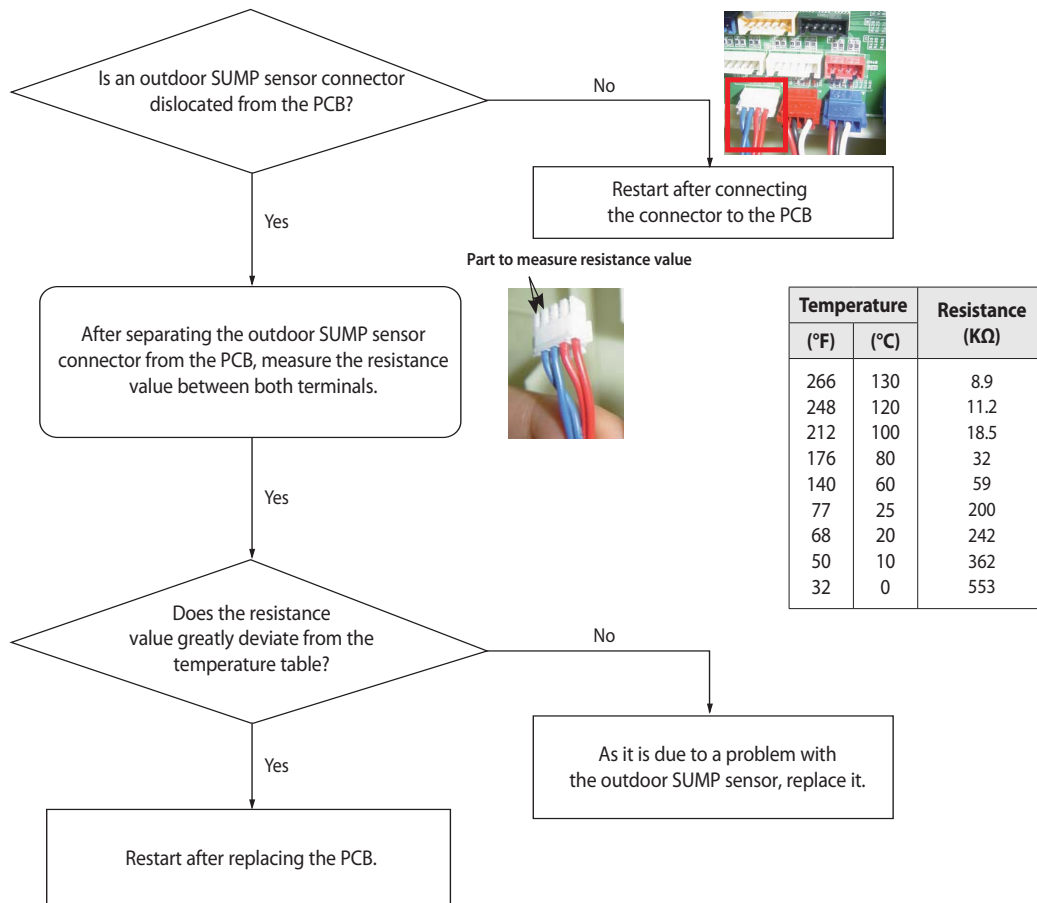 Is an outdoor SUMP sensor connector
dislocated from the PCB?
No
Restart after connecting
the connector to the PCB
Yes
Part to measure resistance value
After separating the outdoor SUMP sensor
connector from the PCB, measure the resistance
value between both terminals.
Temperature Resistance
(KΩ)
(°F) (°C)
266 130 8.9
248 120 11.2
212 100 18.5
176 80 32
140 60 59
77 25 200
68 20 242
50 10 362
32 0 553
Yes
Does the resistance
value greatly deviate from the
temperature table?
No
As it is due to a problem with
the outdoor SUMP sensor, replace it.
Yes
Restart after replacing the PCB.